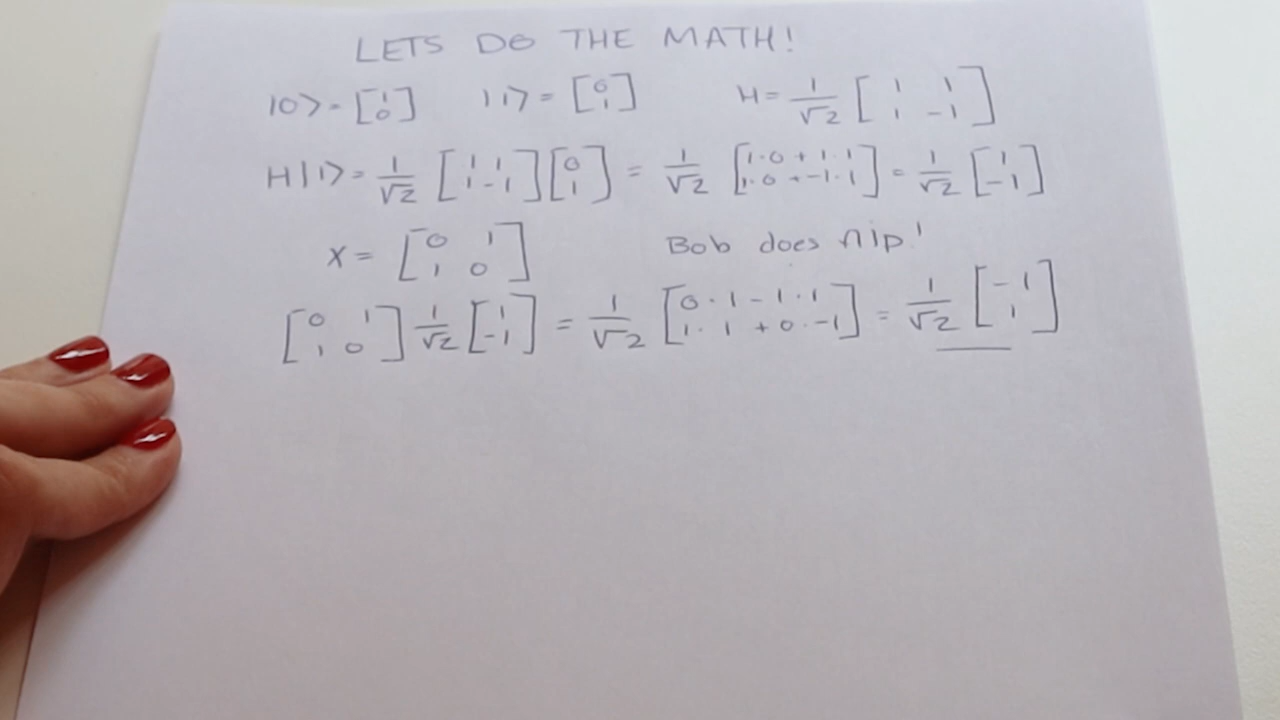 LETS DO THE MATH!
|0> = [1 0] |1> = [0 1] H = 1/√2 [1 1 1 -1]
H|1> = 1/√2 [1 1 1 -1][0 1] = 1/√2 [1·0 + 1·1 1·0 + -1·1] = 1/√2 [1 -1]
X = [0 1 1 0] Bob does nip!
[0 1 1 0] 1/√2 [1 -1] = 1/√2 [0·1 - 1·1 1·1 + 0·-1] = 1/√2 [-1 1]